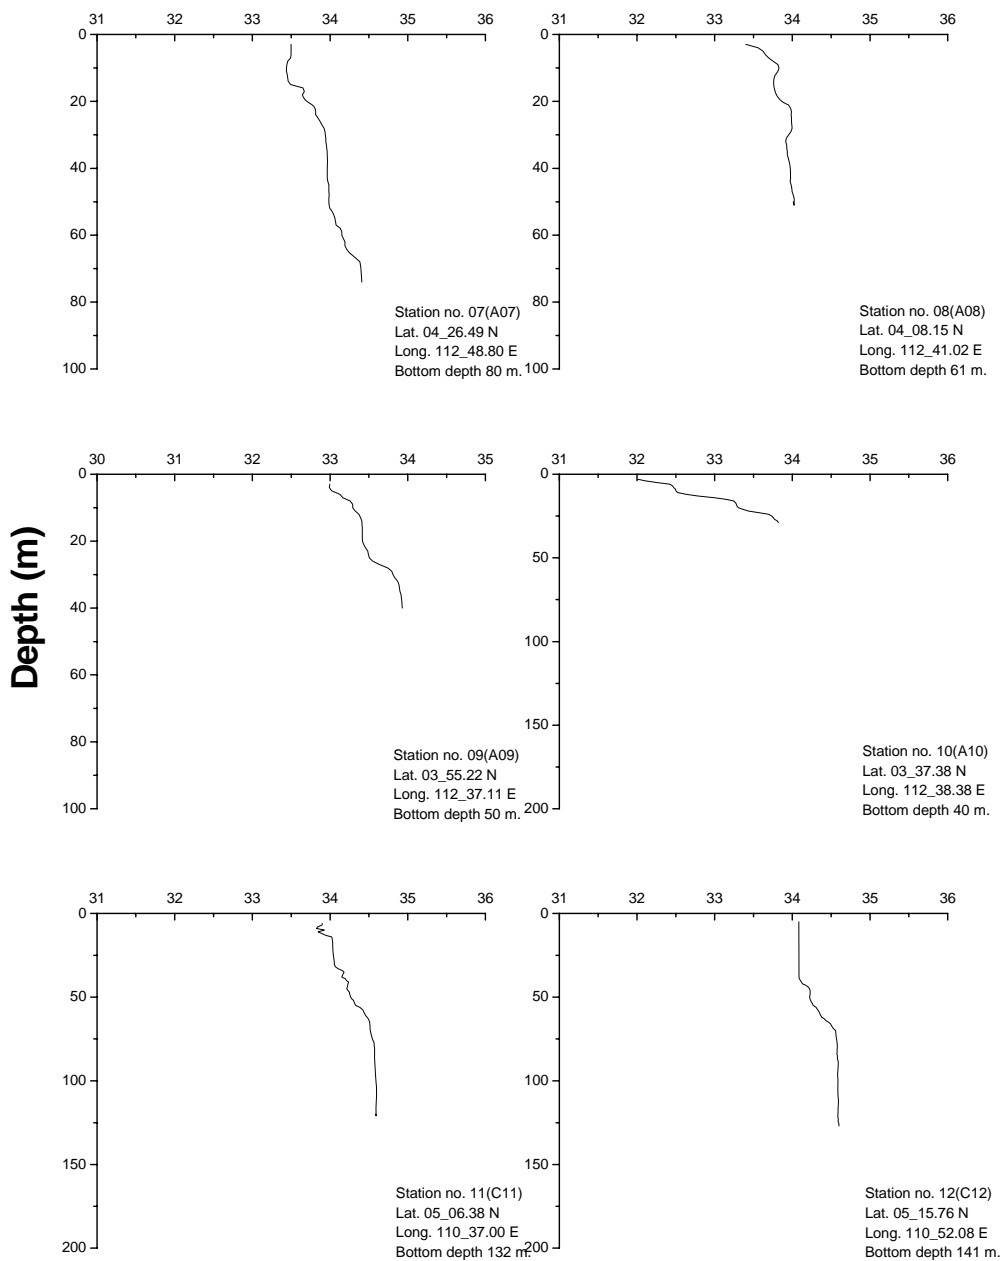 31 32 33 34 35 36
0
20
40
60
80
100
Station no. 07(A07)
Lat. 04_26.49 N
Long. 112_48.80 E
Bottom depth 80 m.
31 32 33 34 35 36
0
20
40
60
80
100
Station no. 08(A08)
Lat. 04_08.15 N
Long. 112_41.02 E
Bottom depth 61 m.
Depth (m)
30 31 32 33 34 35
0
20
40
60
80
100
Station no. 09(A09)
Lat. 03_55.22 N
Long. 112_37.11 E
Bottom depth 50 m.
31 32 33 34 35 36
0
50
100
150
200
Station no. 10(A10)
Lat. 03_37.38 N
Long. 112_38.38 E
Bottom depth 40 m.
31 32 33 34 35 36
0
50
100
150
200
Station no. 11(C11)
Lat. 05_06.38 N
Long. 110_37.00 E
Bottom depth 132 m.
31 32 33 34 35 36
0
50
100
150
200
Station no. 12(C12)
Lat. 05_15.76 N
Long. 110_52.08 E
Bottom depth 141 m.